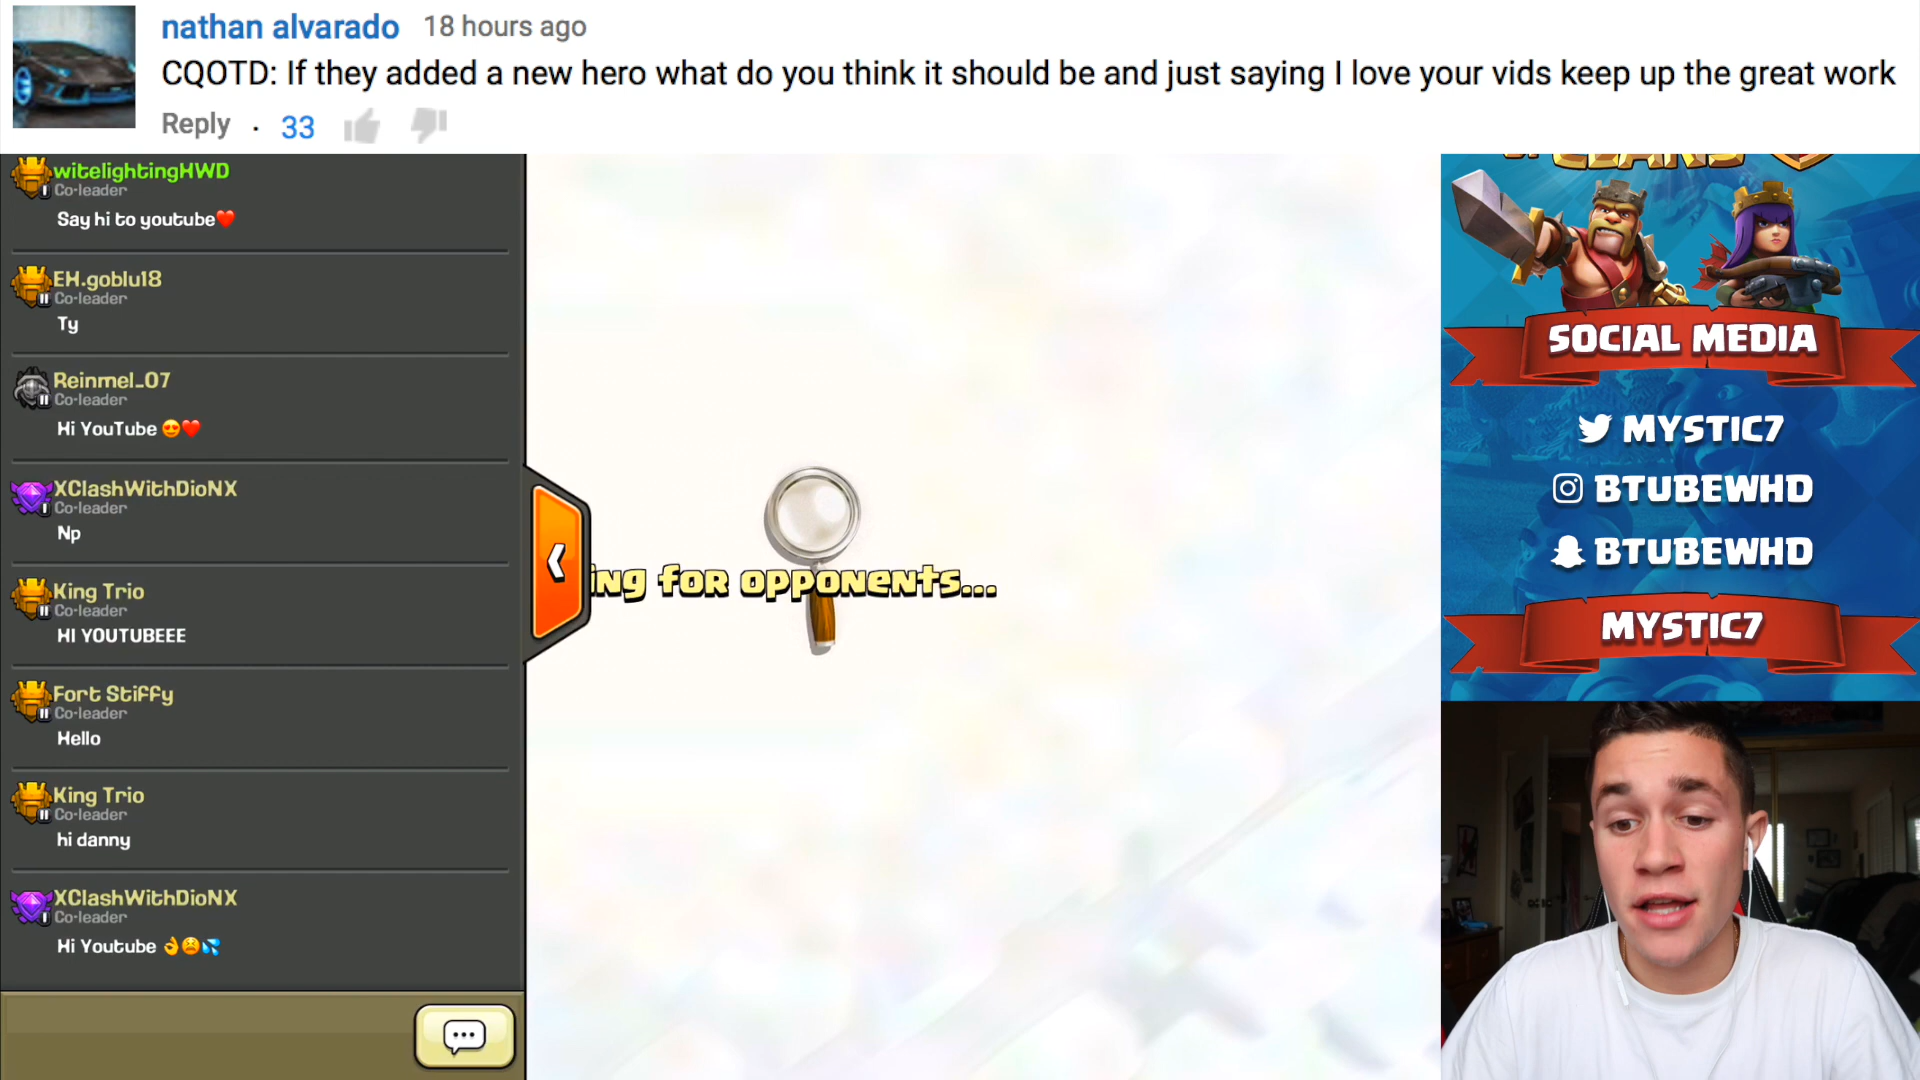 nathan alvarado 18 hours ago
CQOTD: If they added a new hero what do you think it should be and just saying I love your vids keep up the great work
Reply · 33
witelightingHWD
Co-leader
Say hi to youtube❤️
EH.goblu18
Co-leader
Ty
Reinmel_07
Co-leader
Hi YouTube 😍❤️
XClashWithDioNX
Co-leader
Np
King Trio
Co-leader
HI YOUTUBEEE
Fort Stiffy
Co-leader
Hello
King Trio
Co-leader
hi danny
XClashWithDioNX
Co-leader
Hi Youtube 👌😩💦
ing for opponents...
SOCIAL MEDIA
MYSTIC7
BTUBEWHD
BTUBEWHD
MYSTIC7